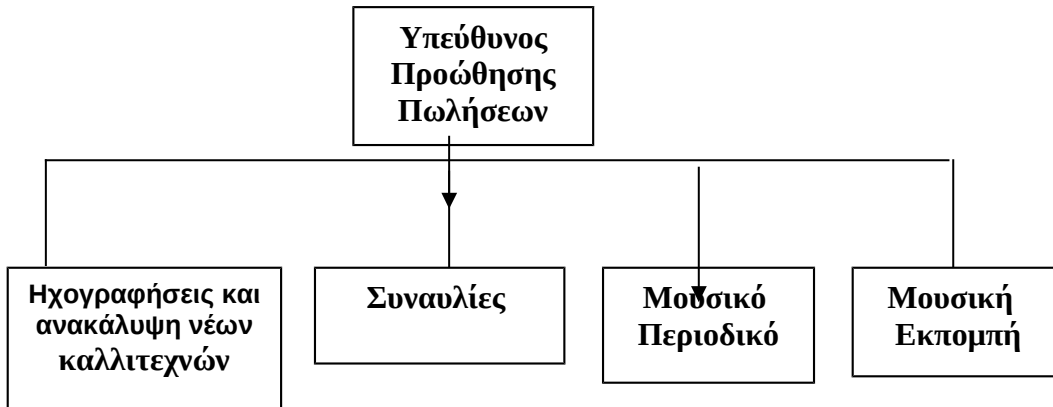 Υπεύθυνος
Προώθησης
Πωλήσεων
Ηχογραφήσεις και
ανακάλυψη νέων
καλλιτεχνών
Συναυλίες
Μουσικό
Περιοδικό
Μουσική
Εκπομπή